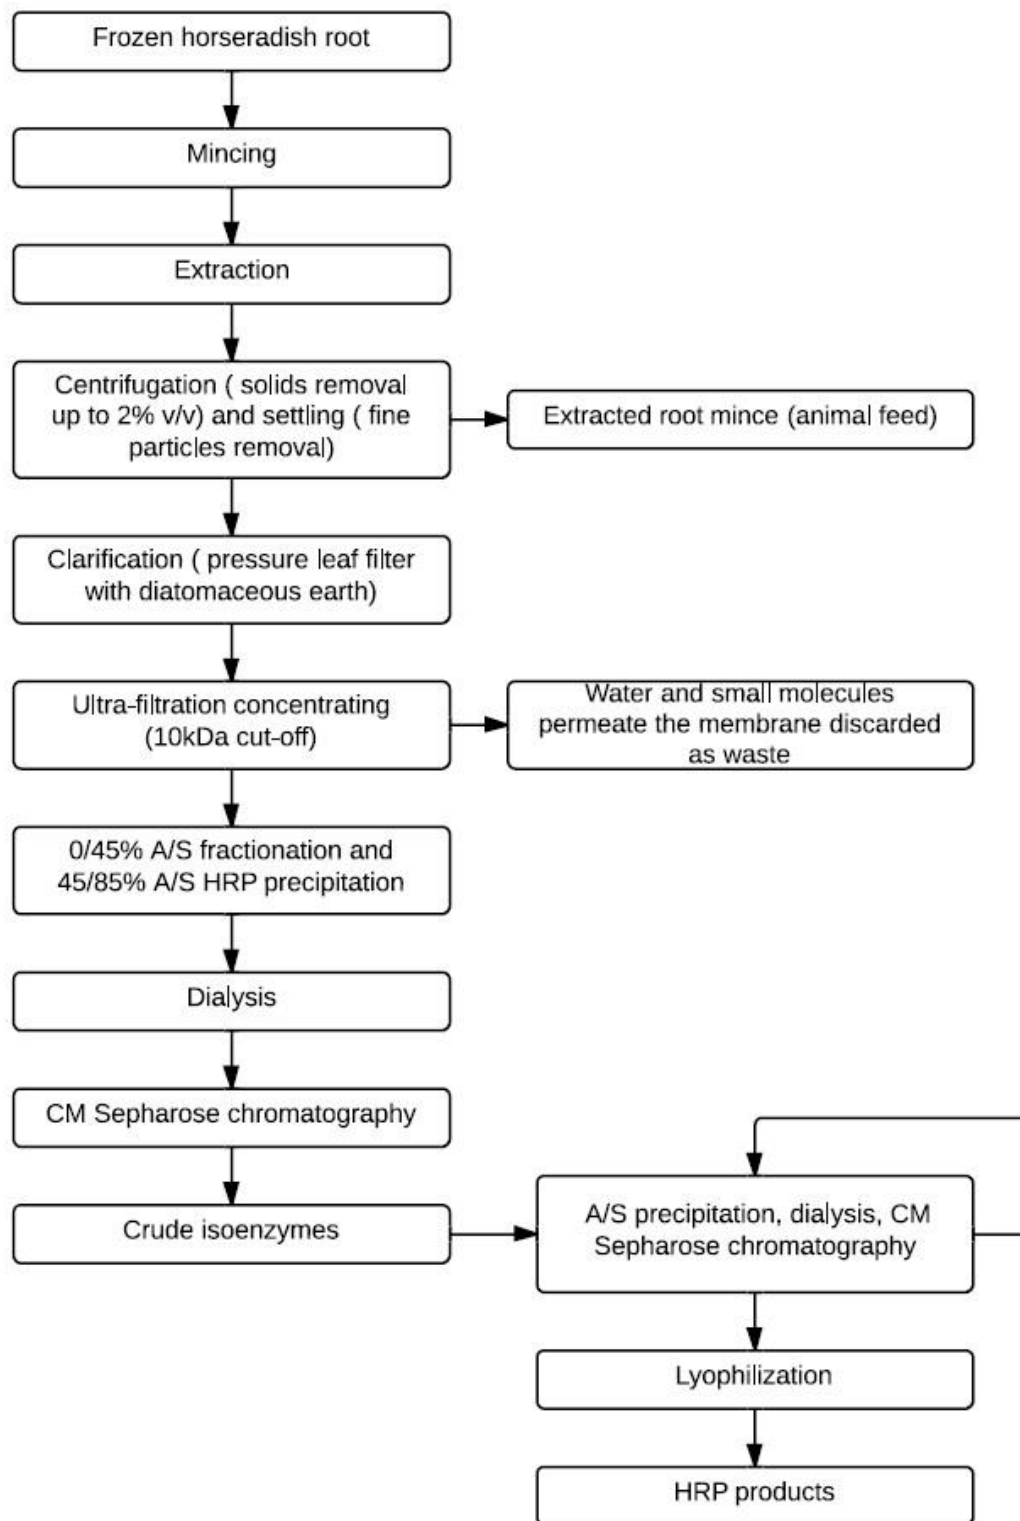 Frozen horseradish root
Mincing
Extraction
Centrifugation ( solids removal
up to 2% v/v) and settling ( fine
particles removal)
Extracted root mince (animal feed)
Clarification ( pressure leaf filter
with diatomaceous earth)
Ultra-filtration concentrating
(10kDa cut-off)
Water and small molecules
permeate the membrane discarded
as waste
0/45% A/S fractionation and
45/85% A/S HRP precipitation
Dialysis
CM Sepharose chromatography
Crude isoenzymes
A/S precipitation, dialysis, CM
Sepharose chromatography
Lyophilization
HRP products